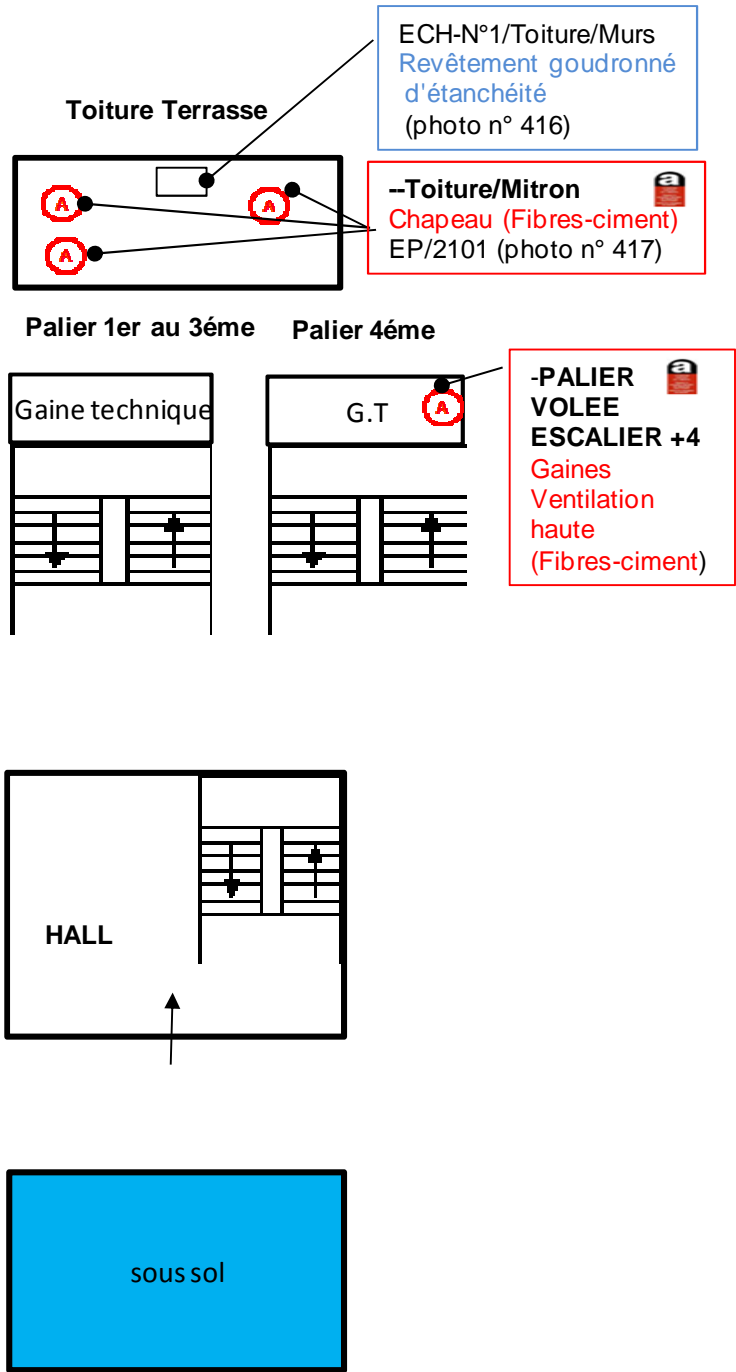 ECH-N°1/Toiture/Murs
Revêtement goudronné
d'étanchéité
(photo n° 416)
Toiture Terrasse
A
A
A
--Toiture/Mitron
a
Chapeau (Fibres-ciment)
EP/2101 (photo n° 417)
Palier 1er au 3éme
Palier 4éme
Gaine technique
G.T
A
-PALIER
a
VOLEE
ESCALIER +4
Gaines
Ventilation
haute
(Fibres-ciment)
HALL
sous sol